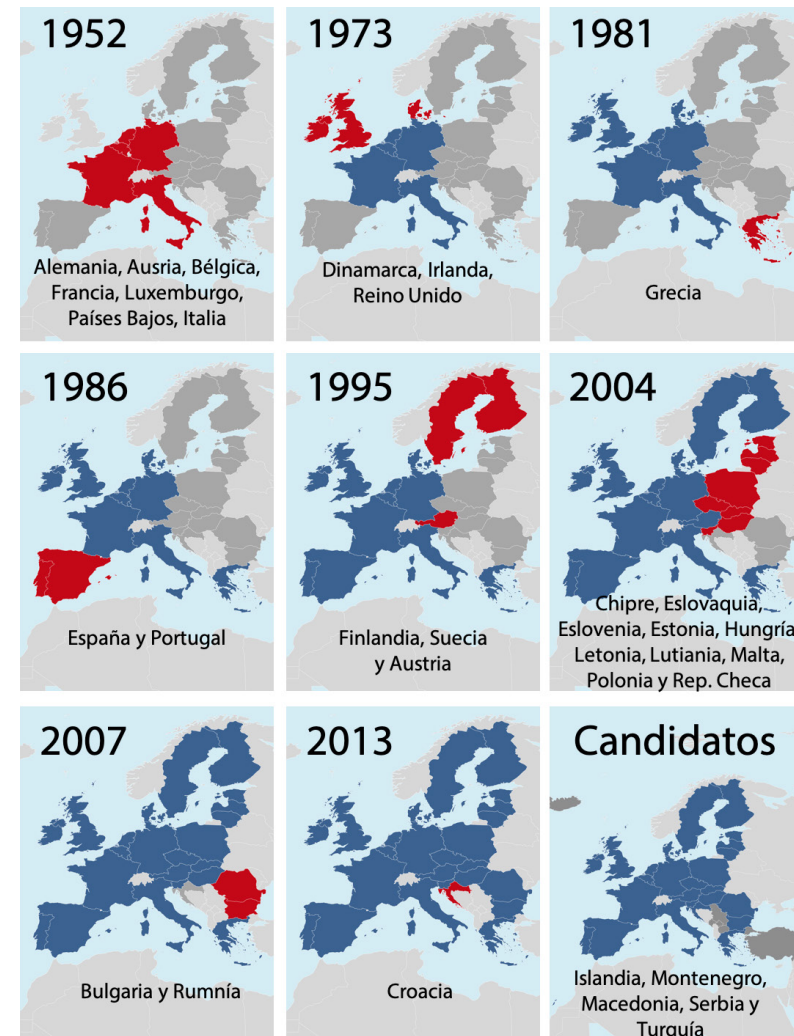 1952
Alemania, Ausria, Bélgica,
Francia, Luxemburgo,
Países Bajos, Italia
1973
Dinamarca, Irlanda,
Reino Unido
1981
Grecia
1986
España y Portugal
1995
Finlandia, Suecia
y Austria
2004
Chipre, Eslovaquia,
Eslovenia, Estonia, Hungría
Letonia, Lutiania, Malta,
Polonia y Rep. Checa
2007
Bulgaria y Rumnía
2013
Croacia
Candidatos
Islandia, Montenegro,
Macedonia, Serbia y
Turquía